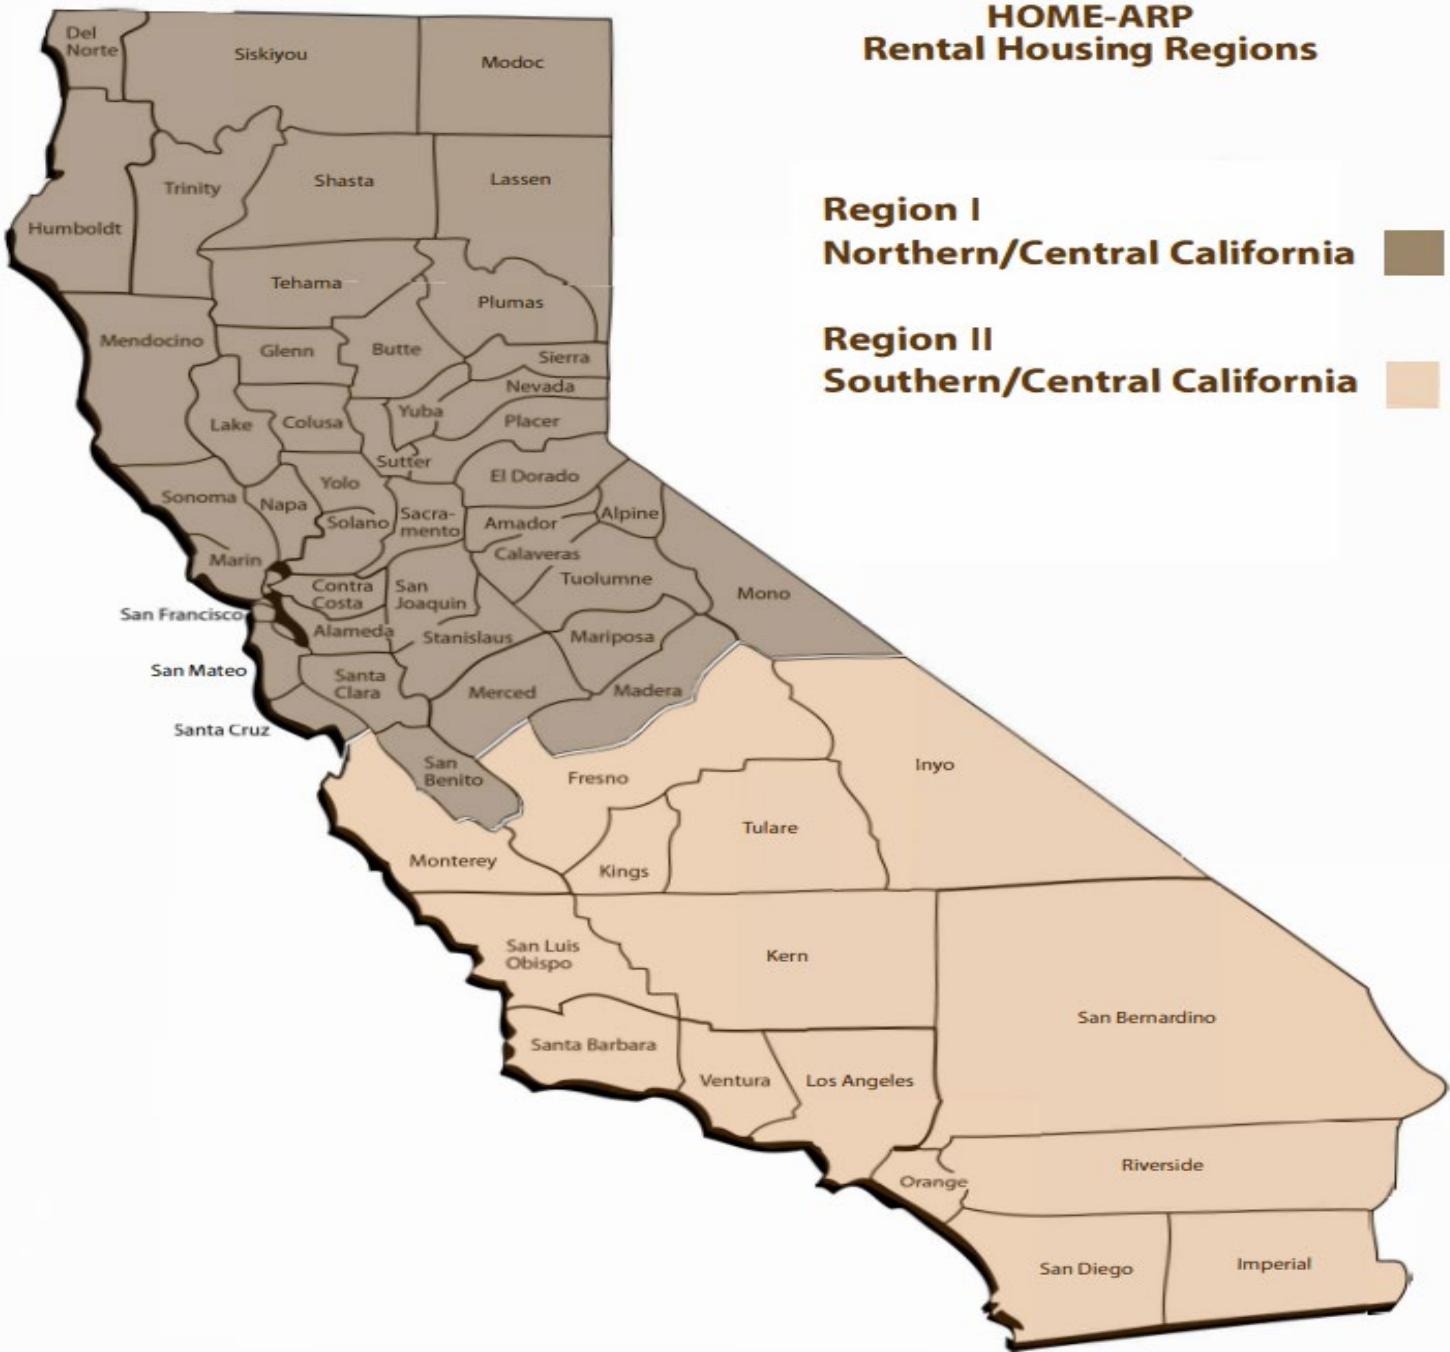 HOME-ARP
Rental Housing Regions
Region I
Northern/Central California
Region II
Southern/Central California
Del
Norte
Siskiyou
Modoc
Trinity
Shasta
Lassen
Humboldt
Tehama
Plumas
Mendocino
Glenn
Butte
Sierra
Nevada
Lake
Colusa
Yuba
Placer
Sutter
El Dorado
Yolo
Sonoma
Napa
Solano
Sacra-
mento
Amador
Alpine
Marin
Calaveras
Contra
Costa
San
Joaquin
Tuolumne
Mono
San Francisco
Alameda
Stanislaus
Mariposa
San Mateo
Santa
Clara
Merced
Madera
Santa Cruz
San
Benito
Fresno
Inyo
Tulare
Monterey
Kings
San Luis
Obispo
Kern
San Bernardino
Santa Barbara
Ventura
Los Angeles
Riverside
Orange
San Diego
Imperial